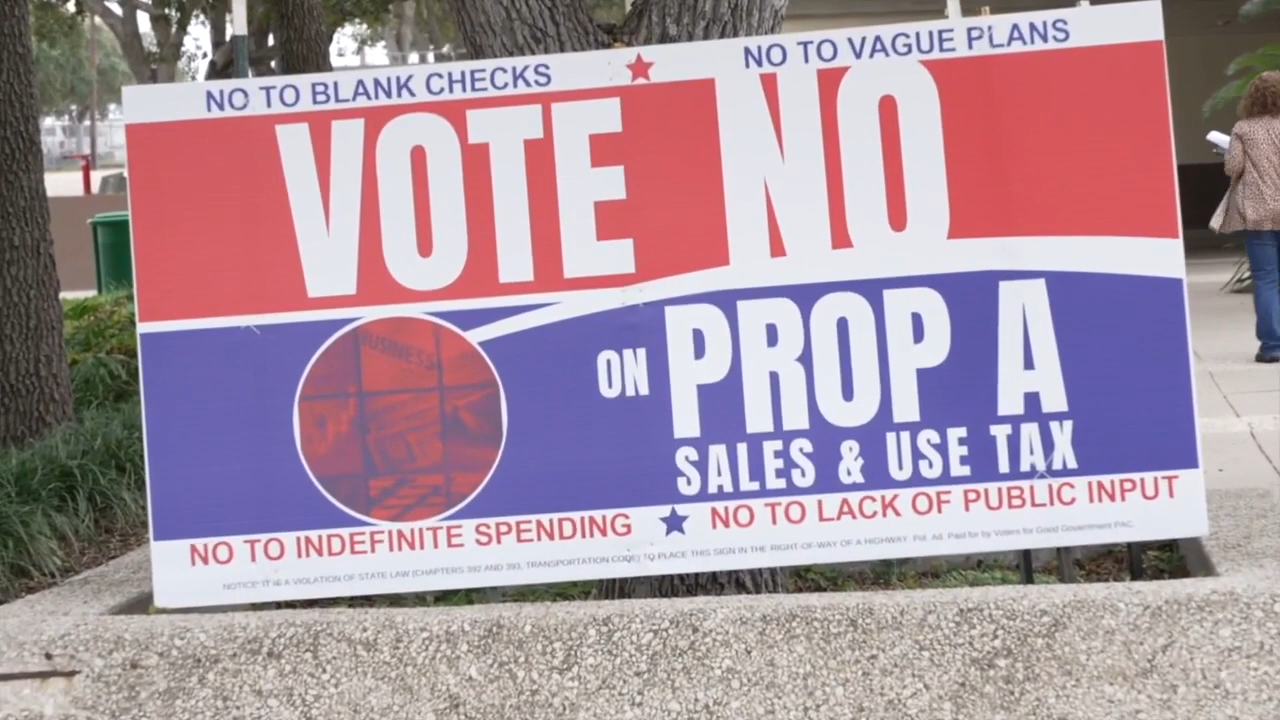 NO TO BLANK CHECKS
NO TO VAGUE PLANS
VOTE NO
BUSINESS
ON PROP A
SALES & USE TAX
NO TO INDEFINITE SPENDING
NO TO LACK OF PUBLIC INPUT
NOTICE: IT IS A VIOLATION OF STATE LAW (CHAPTERS 392 AND 393, TRANSPORTATION CODE) TO PLACE THIS SIGN IN THE RIGHT-OF-WAY OF A HIGHWAY. Pol. Ad. Paid for by Voters for Good Government PAC.